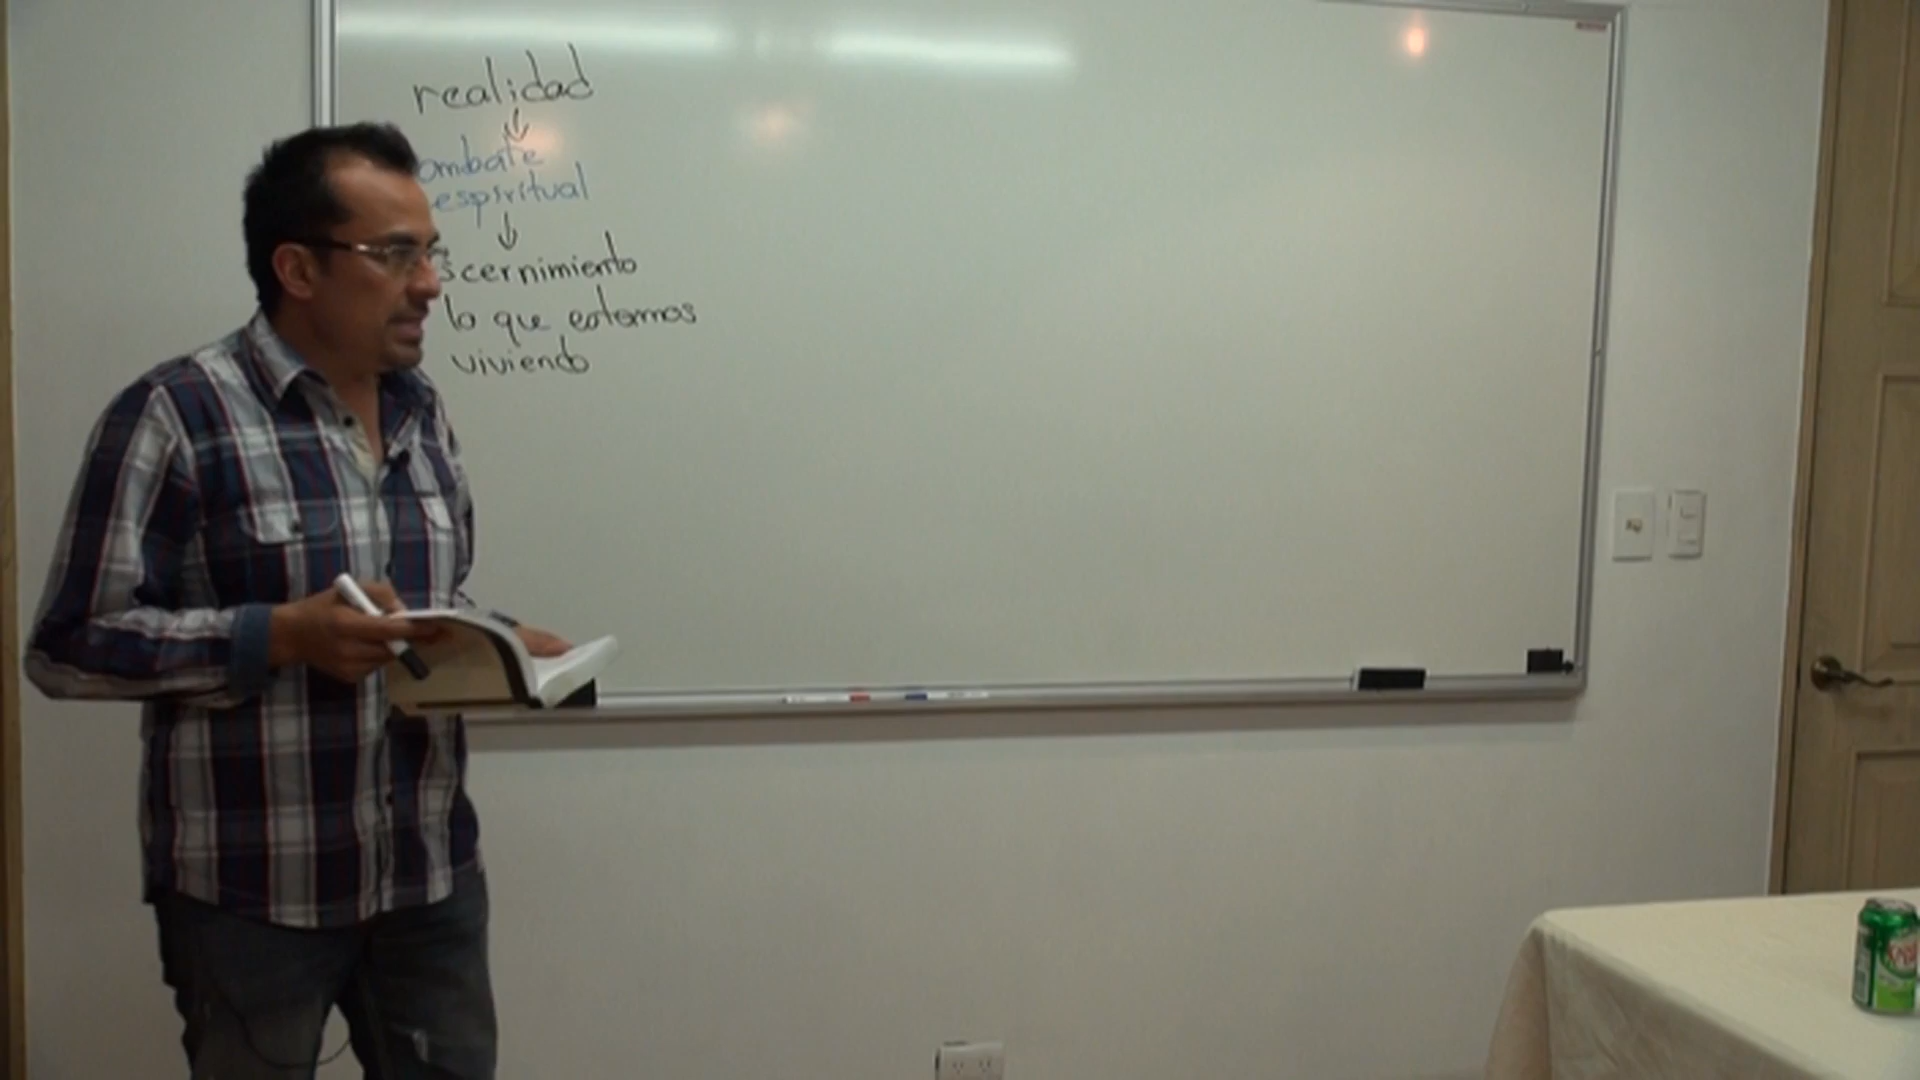 realidad
ombate
espiritual
scernimiento
lo que estamos
viviendo